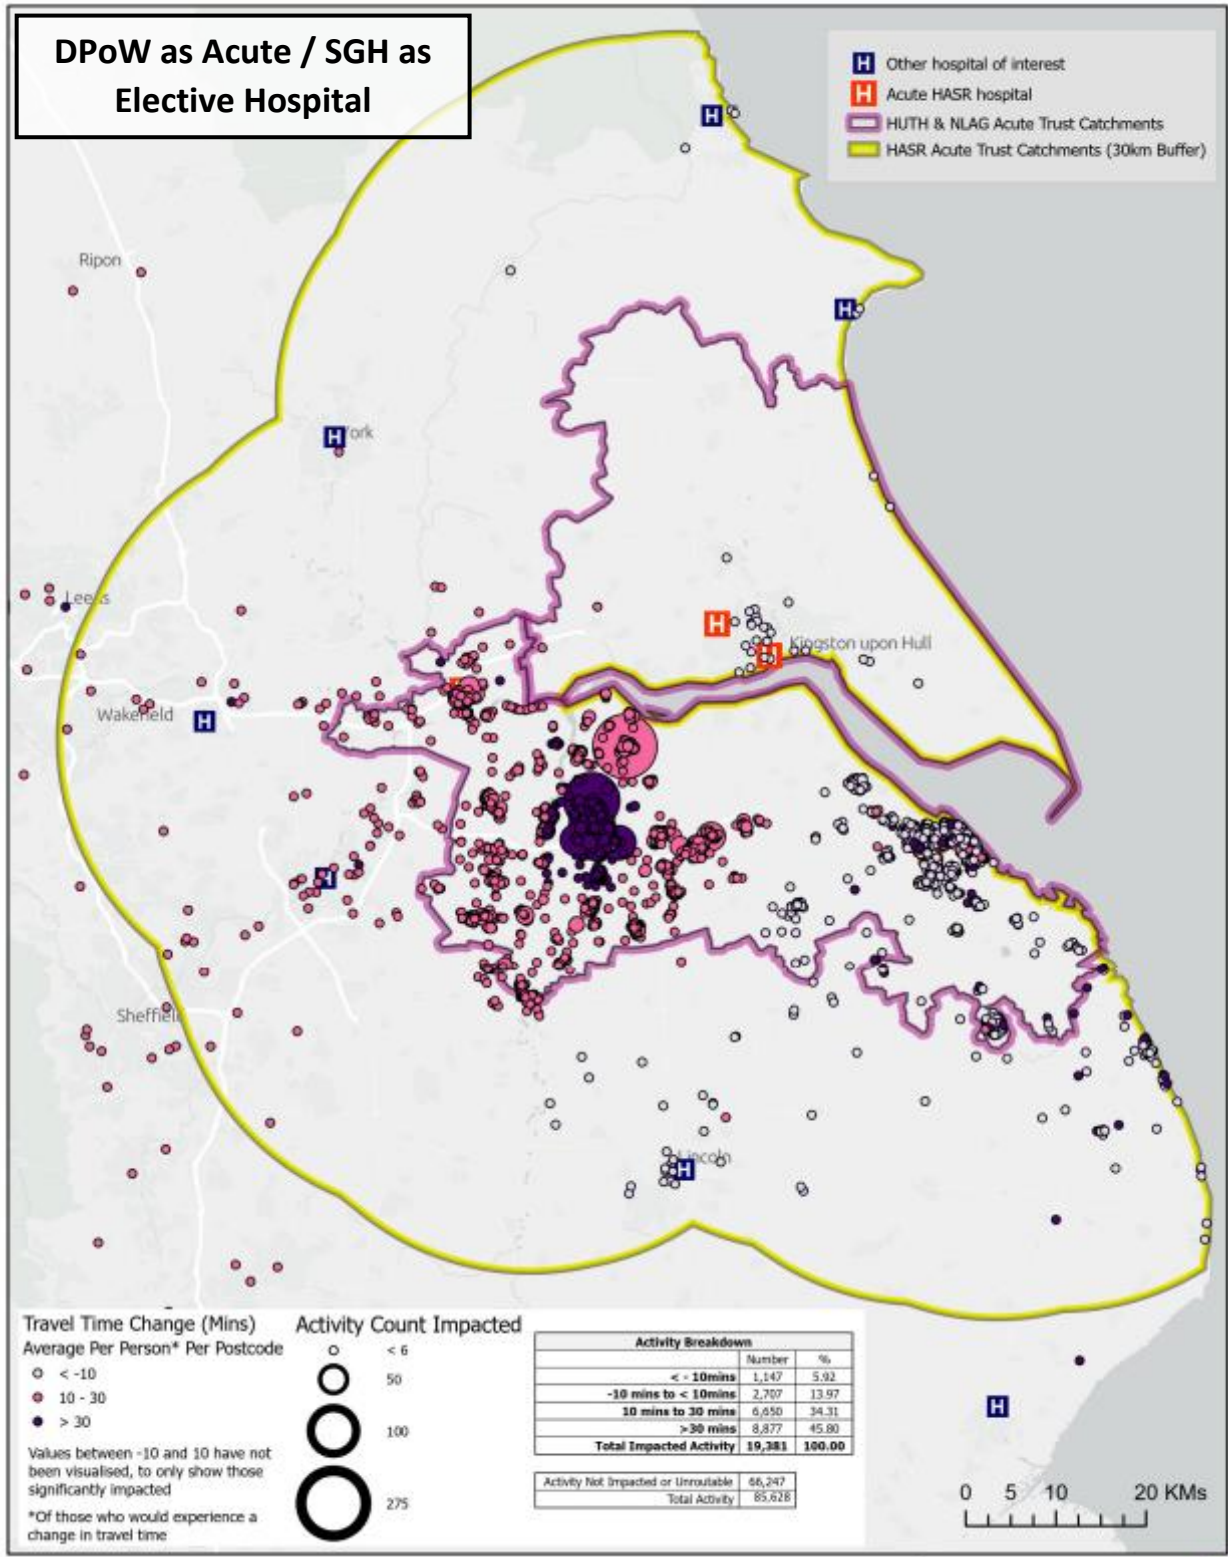 DPoW as Acute / SGH as
Elective Hospital
H Other hospital of interest
H Acute HASR hospital
HUTH & NLAG Acute Trust Catchments
HASR Acute Trust Catchments (30km Buffer)
H
Ripon
H
H
ork
Leeds
H
Kingston upon Hull
H
Wakefield
H
H
Sheffield
Lincoln
H
H
Travel Time Change (Mins)
Average Per Person* Per Postcode
< -10
10 - 30
> 30
Values between -10 and 10 have not
been visualised, to only show those
significantly impacted
*Of those who would experience a
change in travel time
Activity Count Impacted
< 6
50
100
275
Activity Breakdown
Number %
< - 10mins 1,147 5.92
-10 mins to < 10mins 2,707 13.97
10 mins to 30 mins 6,650 34.31
>30 mins 8,877 45.80
Total Impacted Activity 19,381 100.00
Activity Not Impacted or Unroutable 66,247
Total Activity 85,628
0 5 10 20 KMs